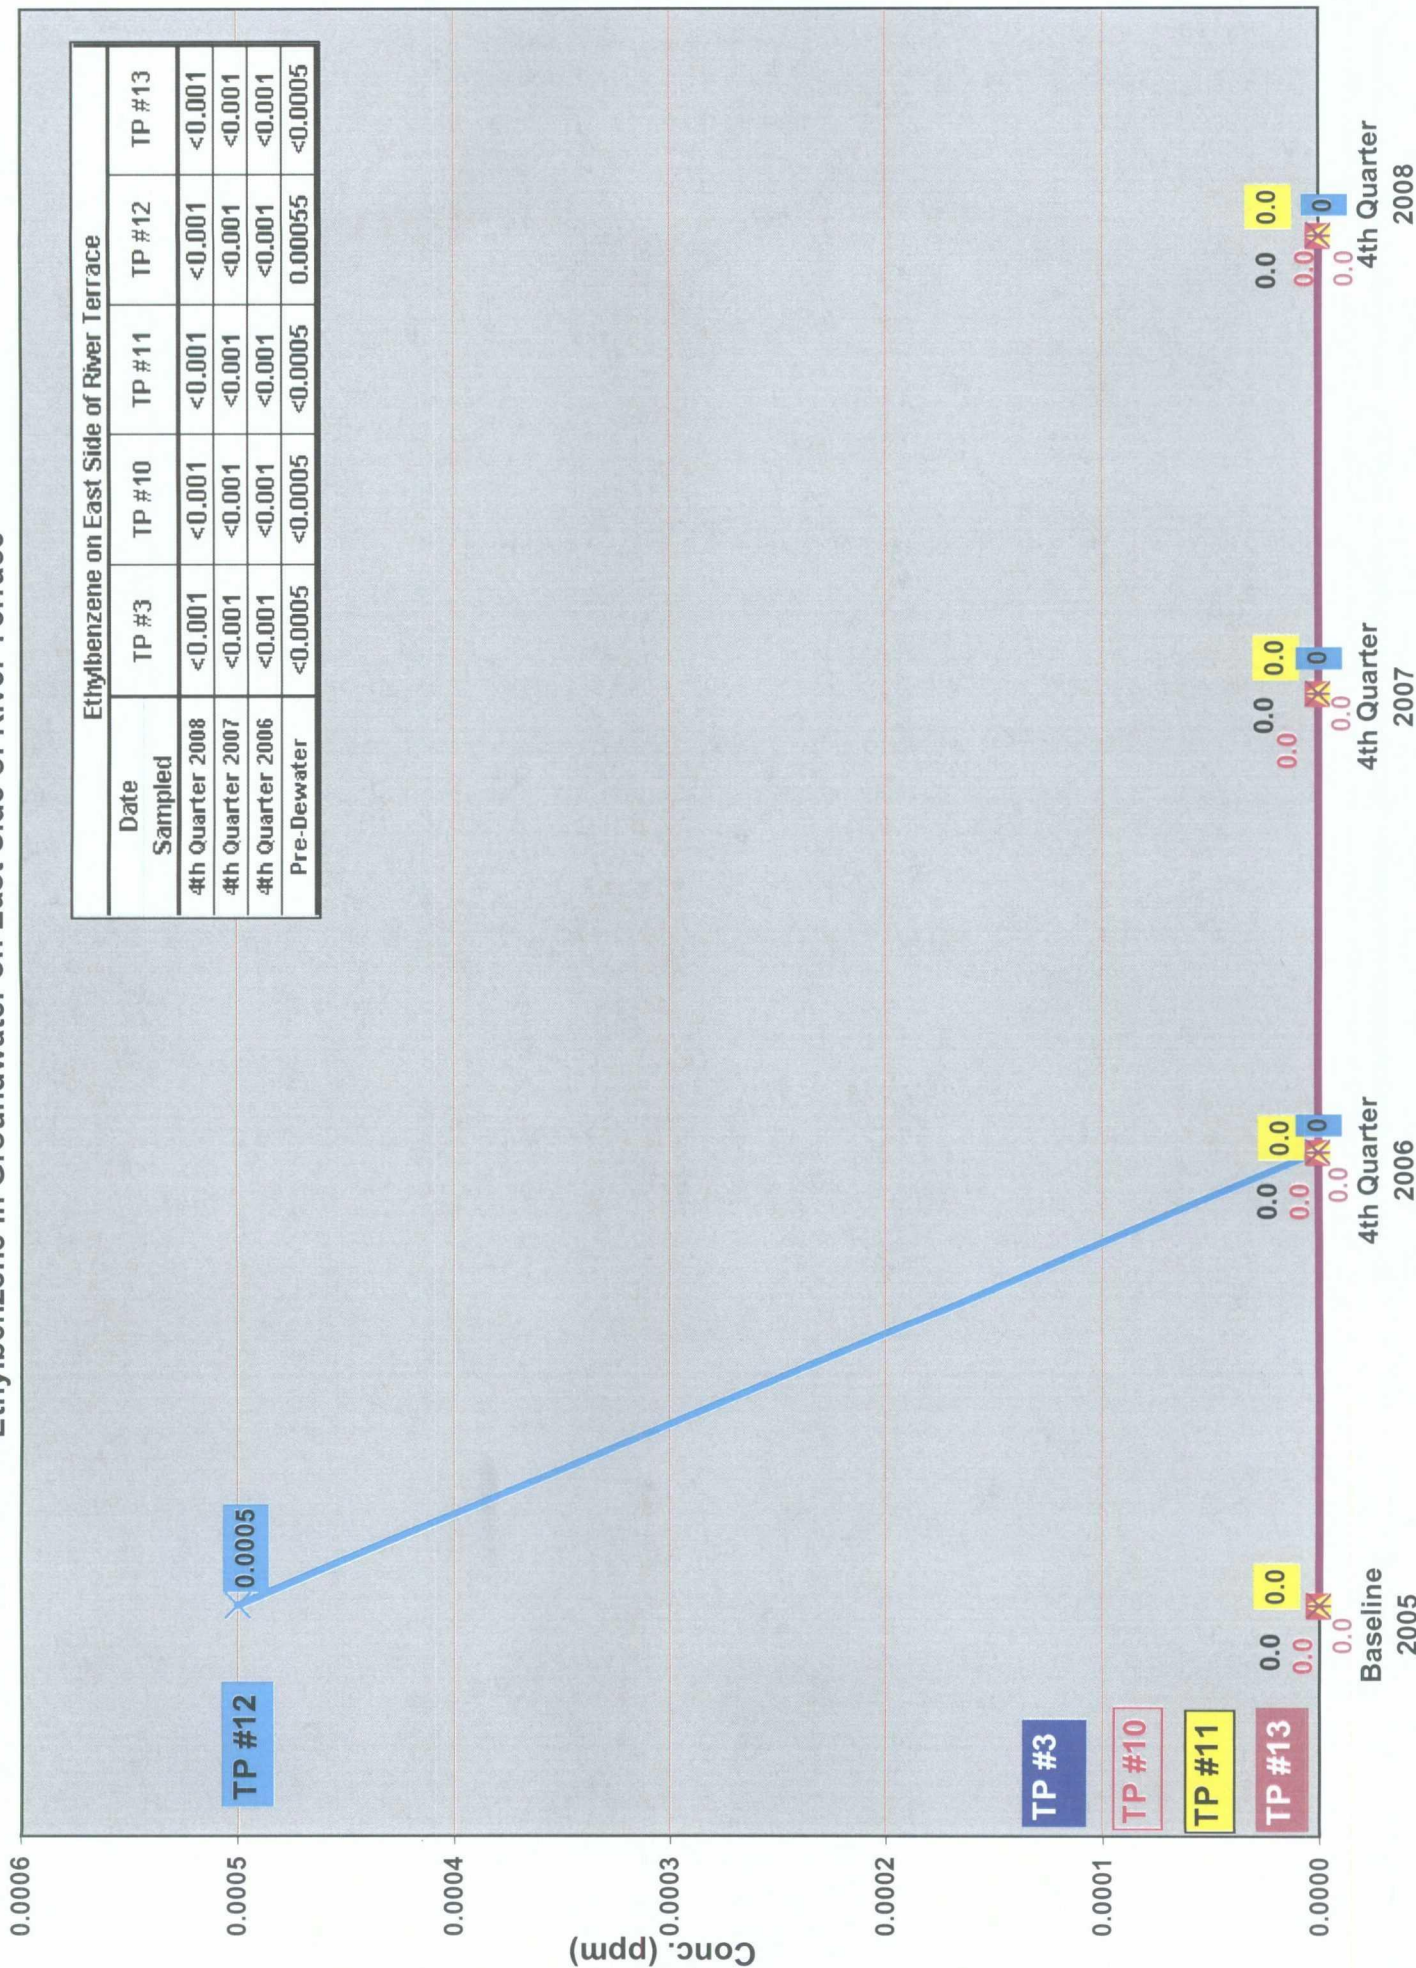 Ethylbenzene in Groundwater on East Side of River Terrace
Ethylbenzene on East Side of River Terrace
Date Sampled TP #3 TP #10 TP #11 TP #12 TP #13
4th Quarter 2008 <0.001 <0.001 <0.001 <0.001 <0.001
4th Quarter 2007 <0.001 <0.001 <0.001 <0.001 <0.001
4th Quarter 2006 <0.001 <0.001 <0.001 <0.001 <0.001
Pre-Dewater <0.0005 <0.0005 <0.0005 0.00055 <0.0005
Conc. (ppm)
0.0006
0.0005
0.0004
0.0003
0.0002
0.0001
0.0000
TP #12
0.0005
TP #3
TP #10
TP #11
TP #13
0.0 0.0
0.0
0.0
0.0 0.0
0.0 0
0.0
0.0 0.0
0.0 0
0.0
0.0 0.0
0.0 0
0.0
Baseline
2005
4th Quarter
2006
4th Quarter
2007
4th Quarter
2008